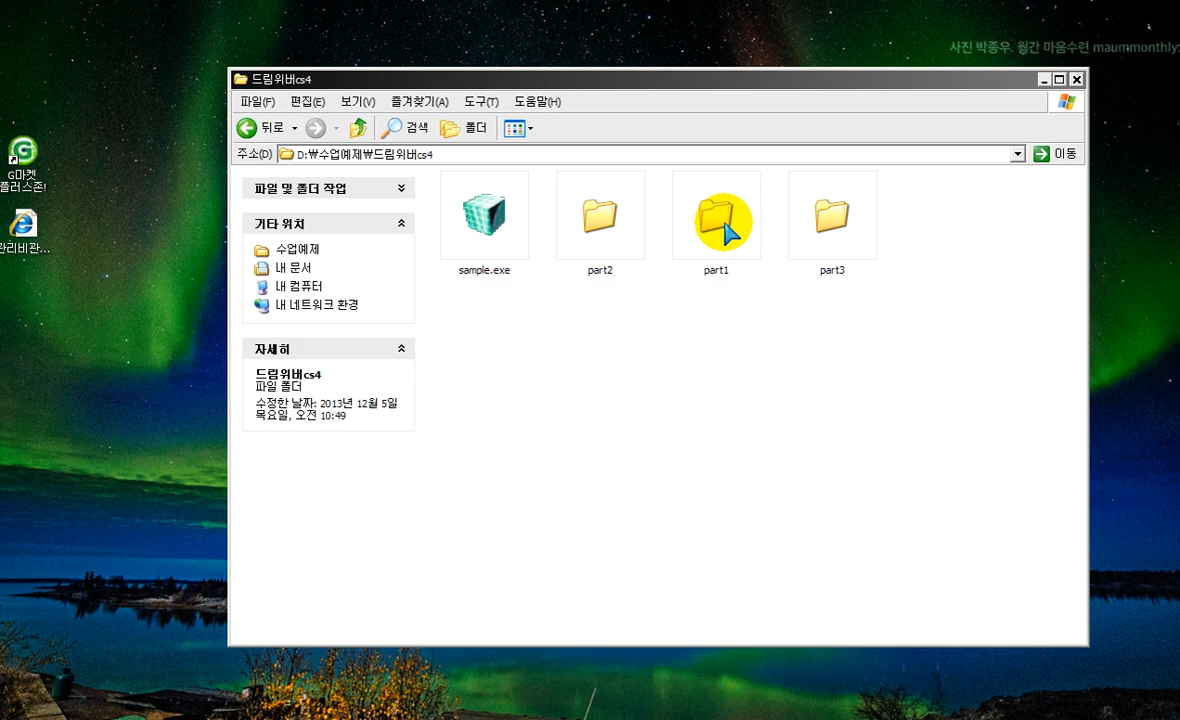 사진 박종우. 월간 마음수련 maummonthly
드림위버cs4
파일(F) 편집(E) 보기(V) 즐겨찾기(A) 도구(T) 도움말(H)
뒤로 검색 폴더
주소(D) D:₩수업예제₩드림위버cs4 이동
G마켓
플러스존!
관리비관...
파일 및 폴더 작업
기타 위치
수업예제
내 문서
내 컴퓨터
내 네트워크 환경
자세히
드림위버cs4
파일 폴더
수정한 날짜: 2013년 12월 5일
목요일, 오전 10:49
sample.exe part2 part1 part3